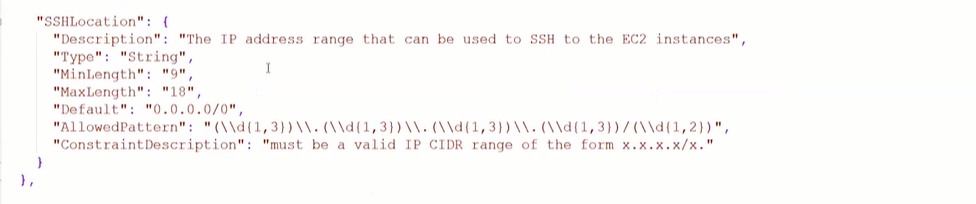 "SSHLocation": {
"Description": "The IP address range that can be used to SSH to the EC2 instances",
"Type": "String",
"MinLength": "9",
"MaxLength": "18",
"Default": "0.0.0.0/0",
"AllowedPattern": "(\\d{1,3})\\.(\\d{1,3})\\.(\\d{1,3})\\.(\\d{1,3})/(\\d{1,2})",
"ConstraintDescription": "must be a valid IP CIDR range of the form x.x.x.x/x."
}
},